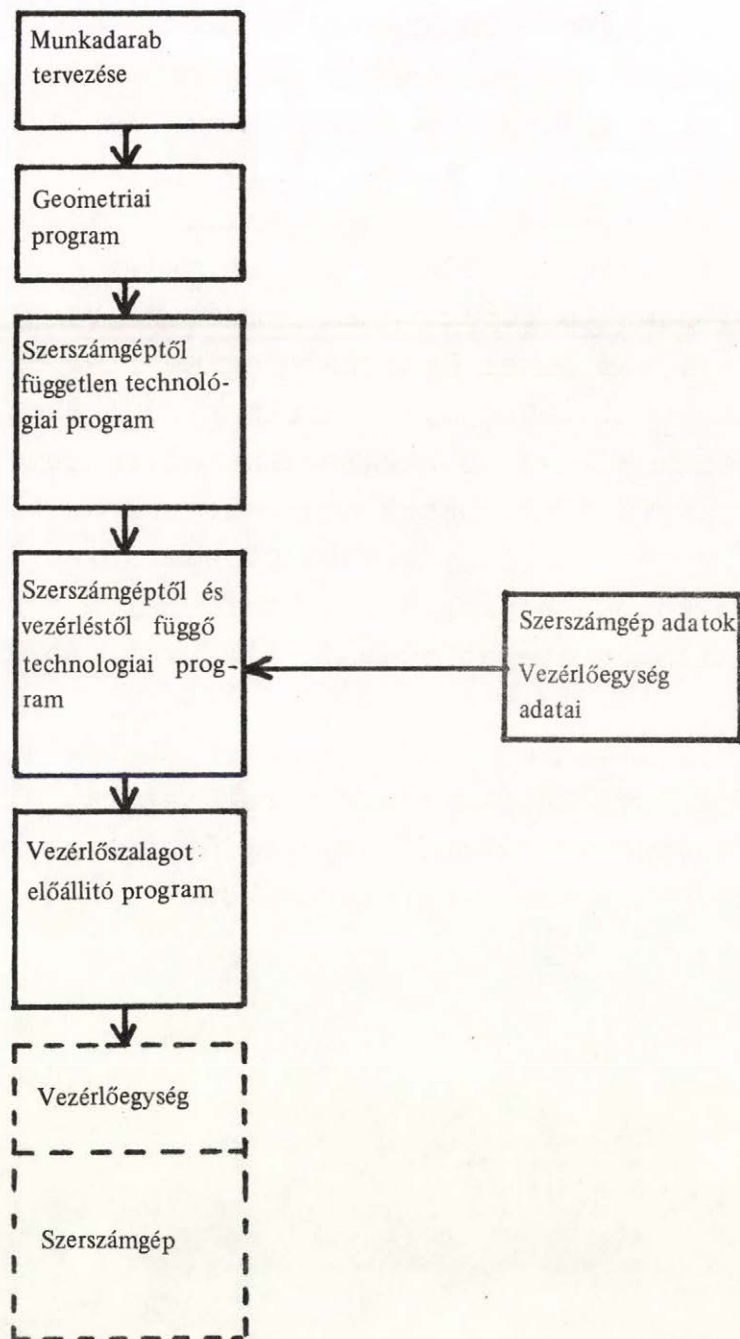 Munkadarab
tervezése
Geometriai
program
Szerszámgéptől
független technoló-
giai program
Szerszámgéptől és
vezérléstől függő
technologiai prog-
ram
Szerszámgép adatok
Vezérlőegység
adatai
Vezérlőszalagot
előállitó program
Vezérlőegység
Szerszámgép